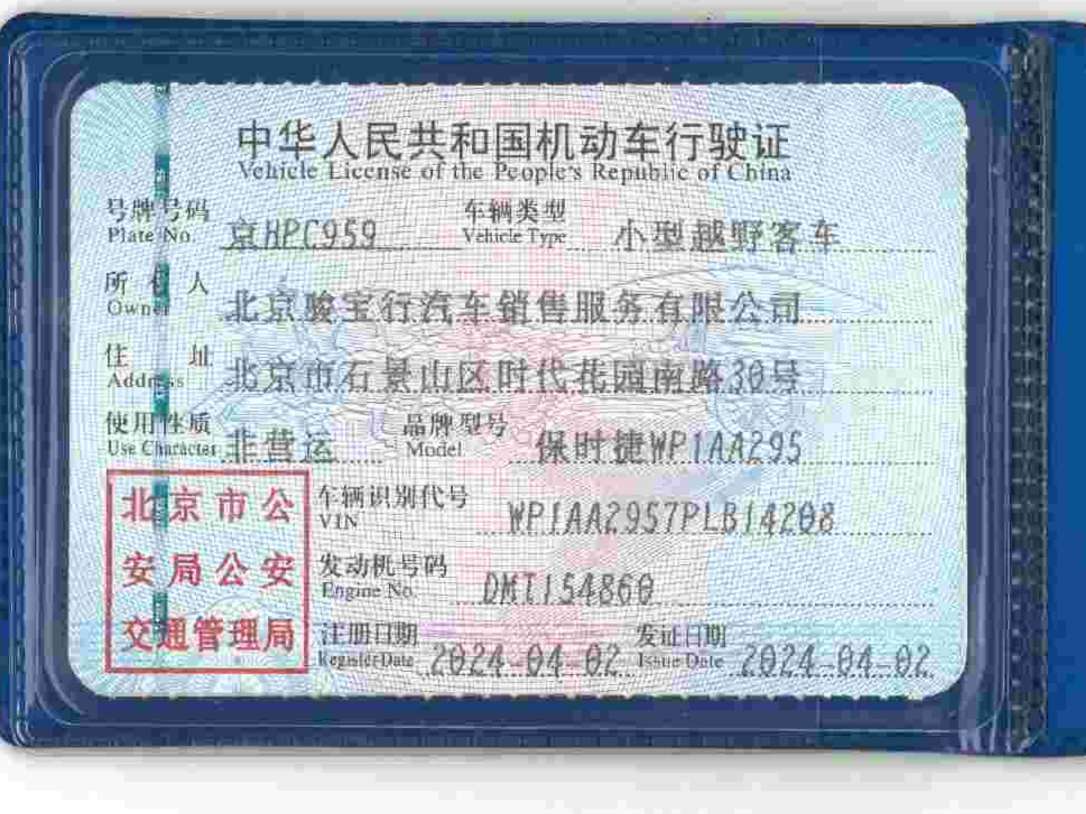 中华人民共和国机动车行驶证
Vehicle License of the People's Republic of China
号牌号码 车辆类型
Plate No. 京HPC959 Vehicle Type 小型越野客车
所有人
Owner 北京骏宝行汽车销售服务有限公司
住址
Address 北京市石景山区时代花园南路30号
使用性质 品牌型号
Use Character 非营运 Model 保时捷WP1AA295
北京市公
安局公安
交通管理局
车辆识别代号
VIN WP1AA2957PLB14208
发动机号码
Engine No. DMT154860
注册日期 发证日期
Register Date 2024-04-02 Issue Date 2024-04-02